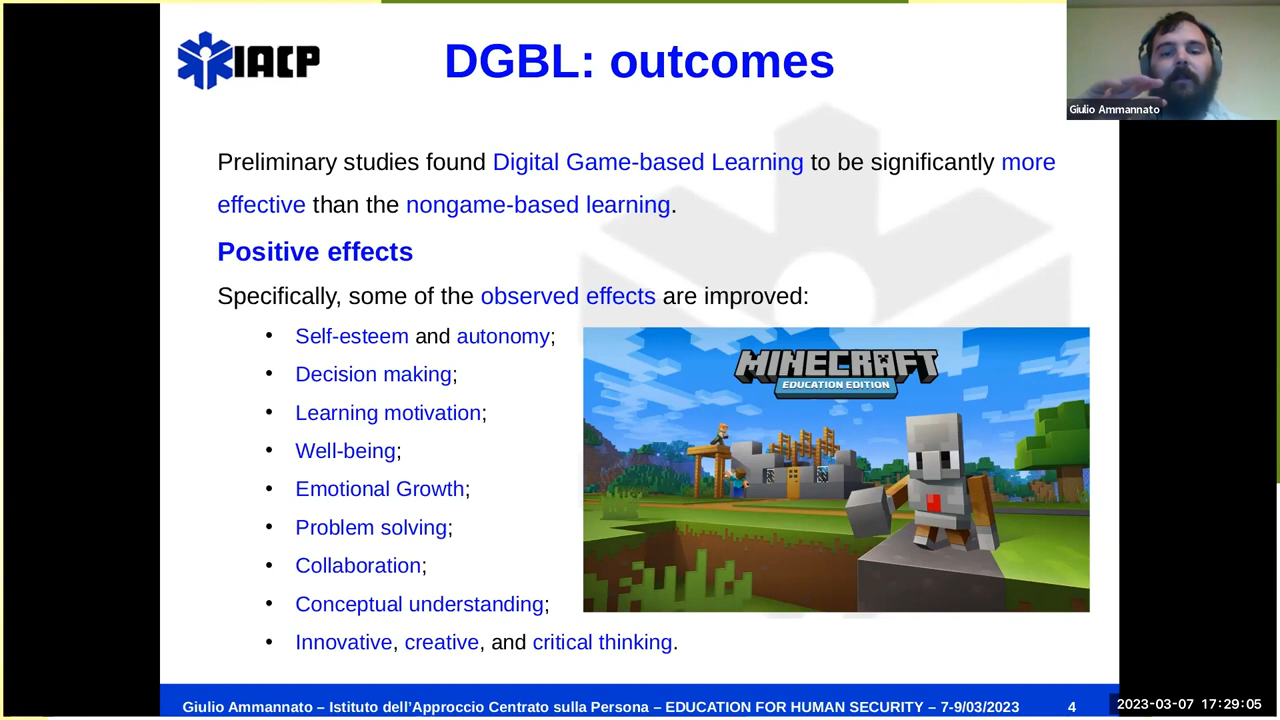 IACP
DGBL: outcomes
Giulio Ammannato
Preliminary studies found Digital Game-based Learning to be significantly more
effective than the nongame-based learning.
Positive effects
Specifically, some of the observed effects are improved:
• Self-esteem and autonomy;
• Decision making;
• Learning motivation;
• Well-being;
• Emotional Growth;
• Problem solving;
• Collaboration;
• Conceptual understanding;
• Innovative, creative, and critical thinking.
MINECRAFT
EDUCATION EDITION
Giulio Ammannato – Istituto dell’Approccio Centrato sulla Persona – EDUCATION FOR HUMAN SECURITY – 7-9/03/2023 4
2023-03-07 17:29:05